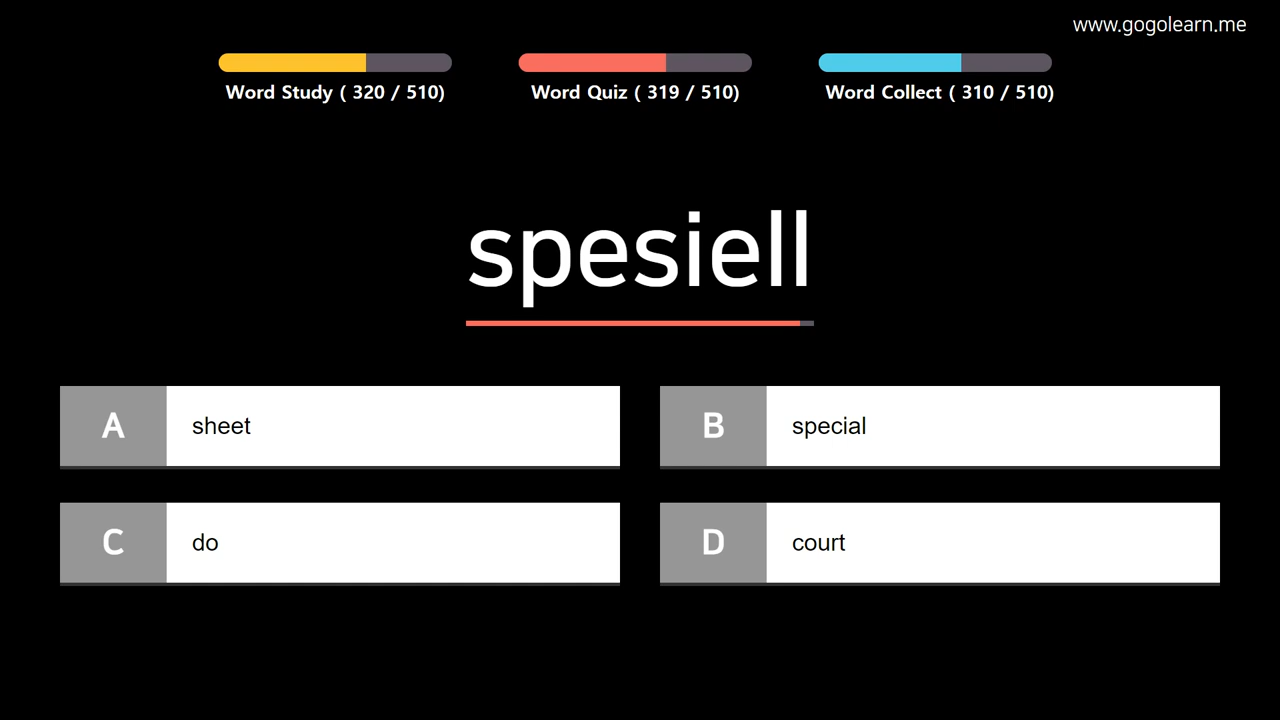 www.gogolearn.me
Word Study ( 320 / 510)
Word Quiz ( 319 / 510)
Word Collect ( 310 / 510)
spesiell
A sheet
B special
C do
D court